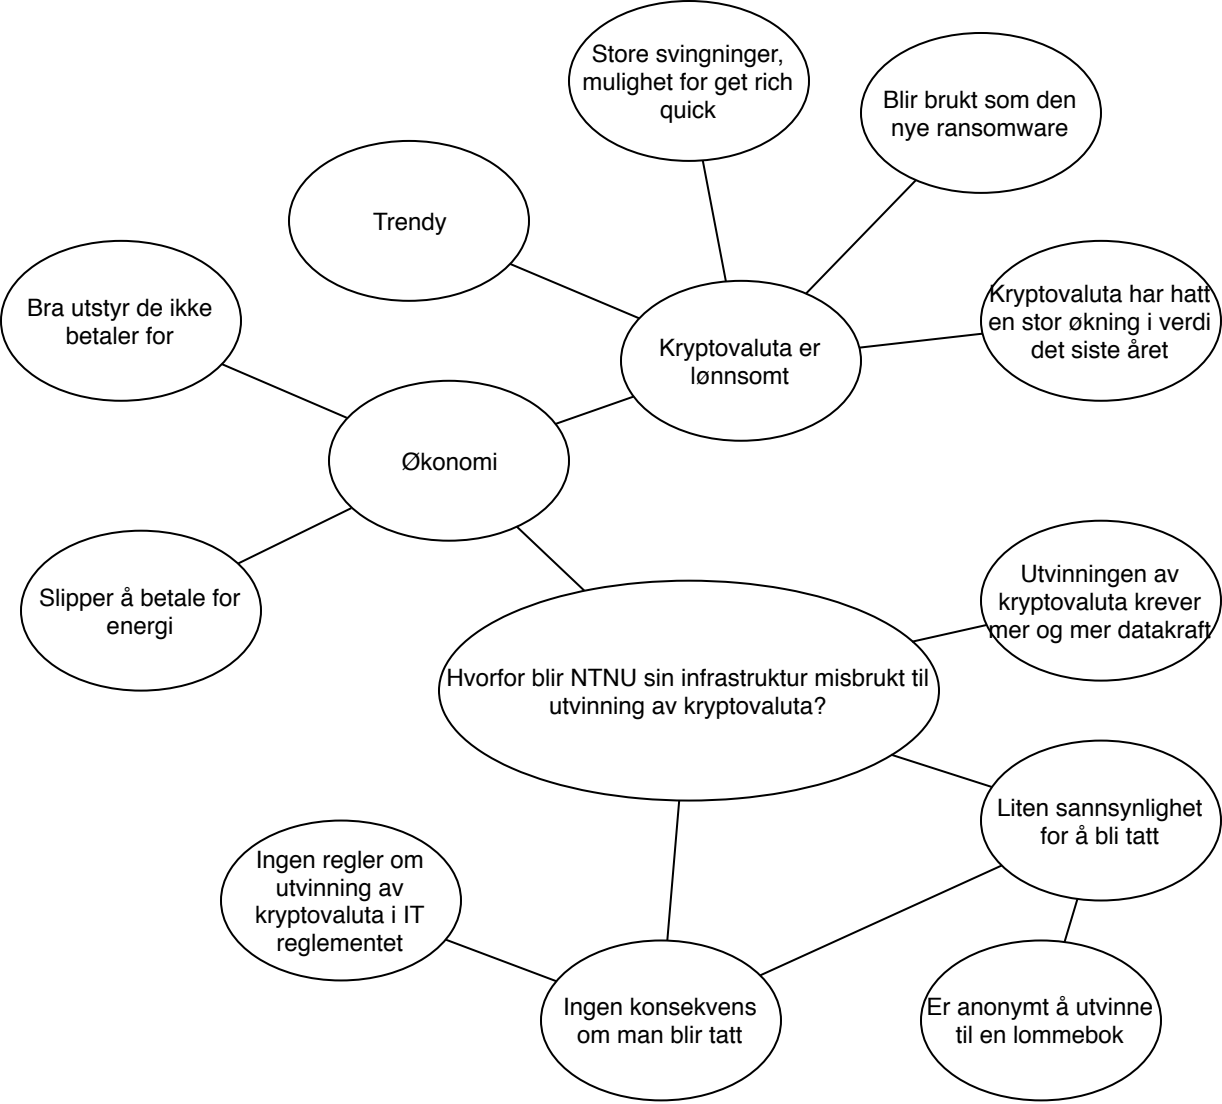 Store svingninger,
mulighet for get rich
quick
Blir brukt som den
nye ransomware
Trendy
Bra utstyr de ikke
betaler for
Kryptovaluta har hatt
en stor økning i verdi
det siste året
Kryptovaluta er
lønnsomt
Økonomi
Slipper å betale for
energi
Utvinningen av
kryptovaluta krever
mer og mer datakraft
Hvorfor blir NTNU sin infrastruktur misbrukt til
utvinning av kryptovaluta?
Liten sannsynlighet
for å bli tatt
Ingen regler om
utvinning av
kryptovaluta i IT
reglementet
Ingen konsekvens
om man blir tatt
Er anonymt å utvinne
til en lommebok